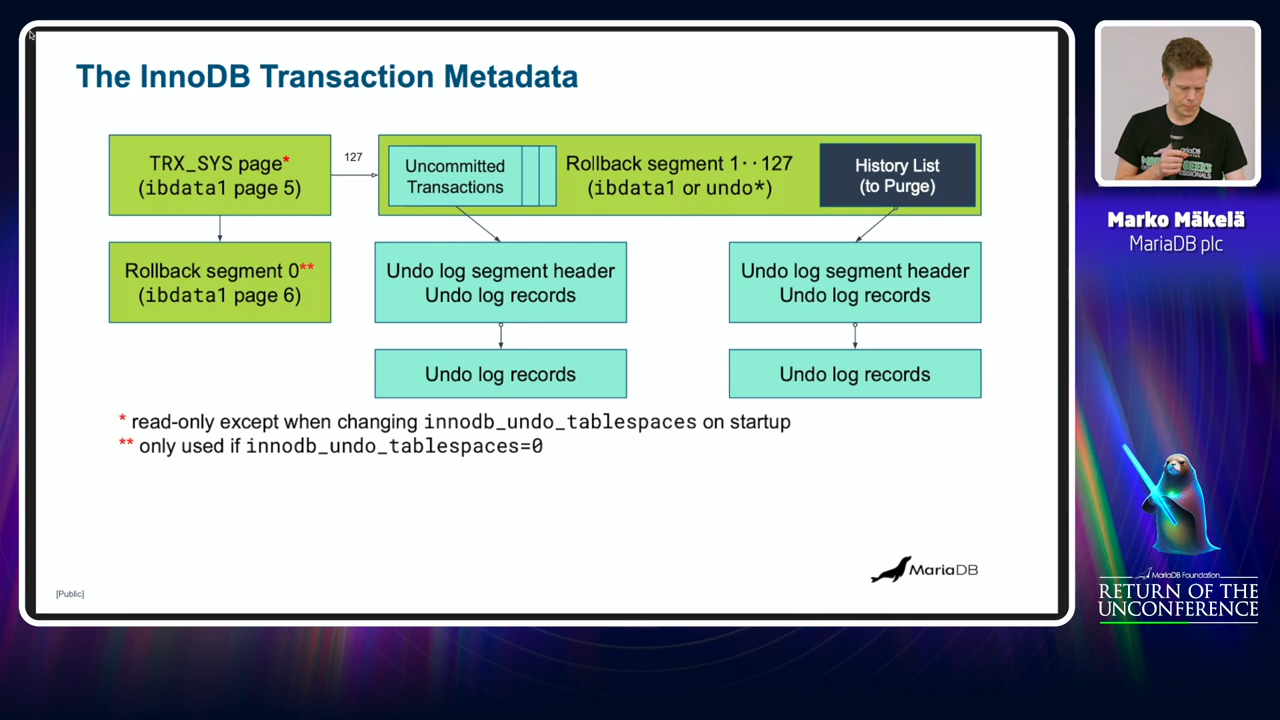 The InnoDB Transaction Metadata
TRX_SYS page*
(ibdata1 page 5)
127
Uncommitted
Transactions
Rollback segment 1··127
(ibdata1 or undo*)
History List
(to Purge)
Rollback segment 0**
(ibdata1 page 6)
Undo log segment header
Undo log records
Undo log segment header
Undo log records
Undo log records
Undo log records
* read-only except when changing innodb_undo_tablespaces on startup
** only used if innodb_undo_tablespaces=0
MariaDB
[Public]
Marko Mäkelä
MariaDB plc
MariaDB Foundation
RETURN OF THE
UNCONFERENCE